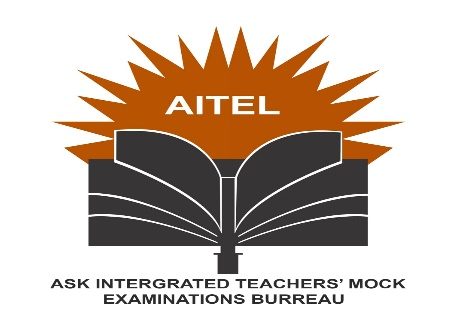 AITEL
ASK INTERGRATED TEACHERS’ MOCK
EXAMINATIONS BURREAU